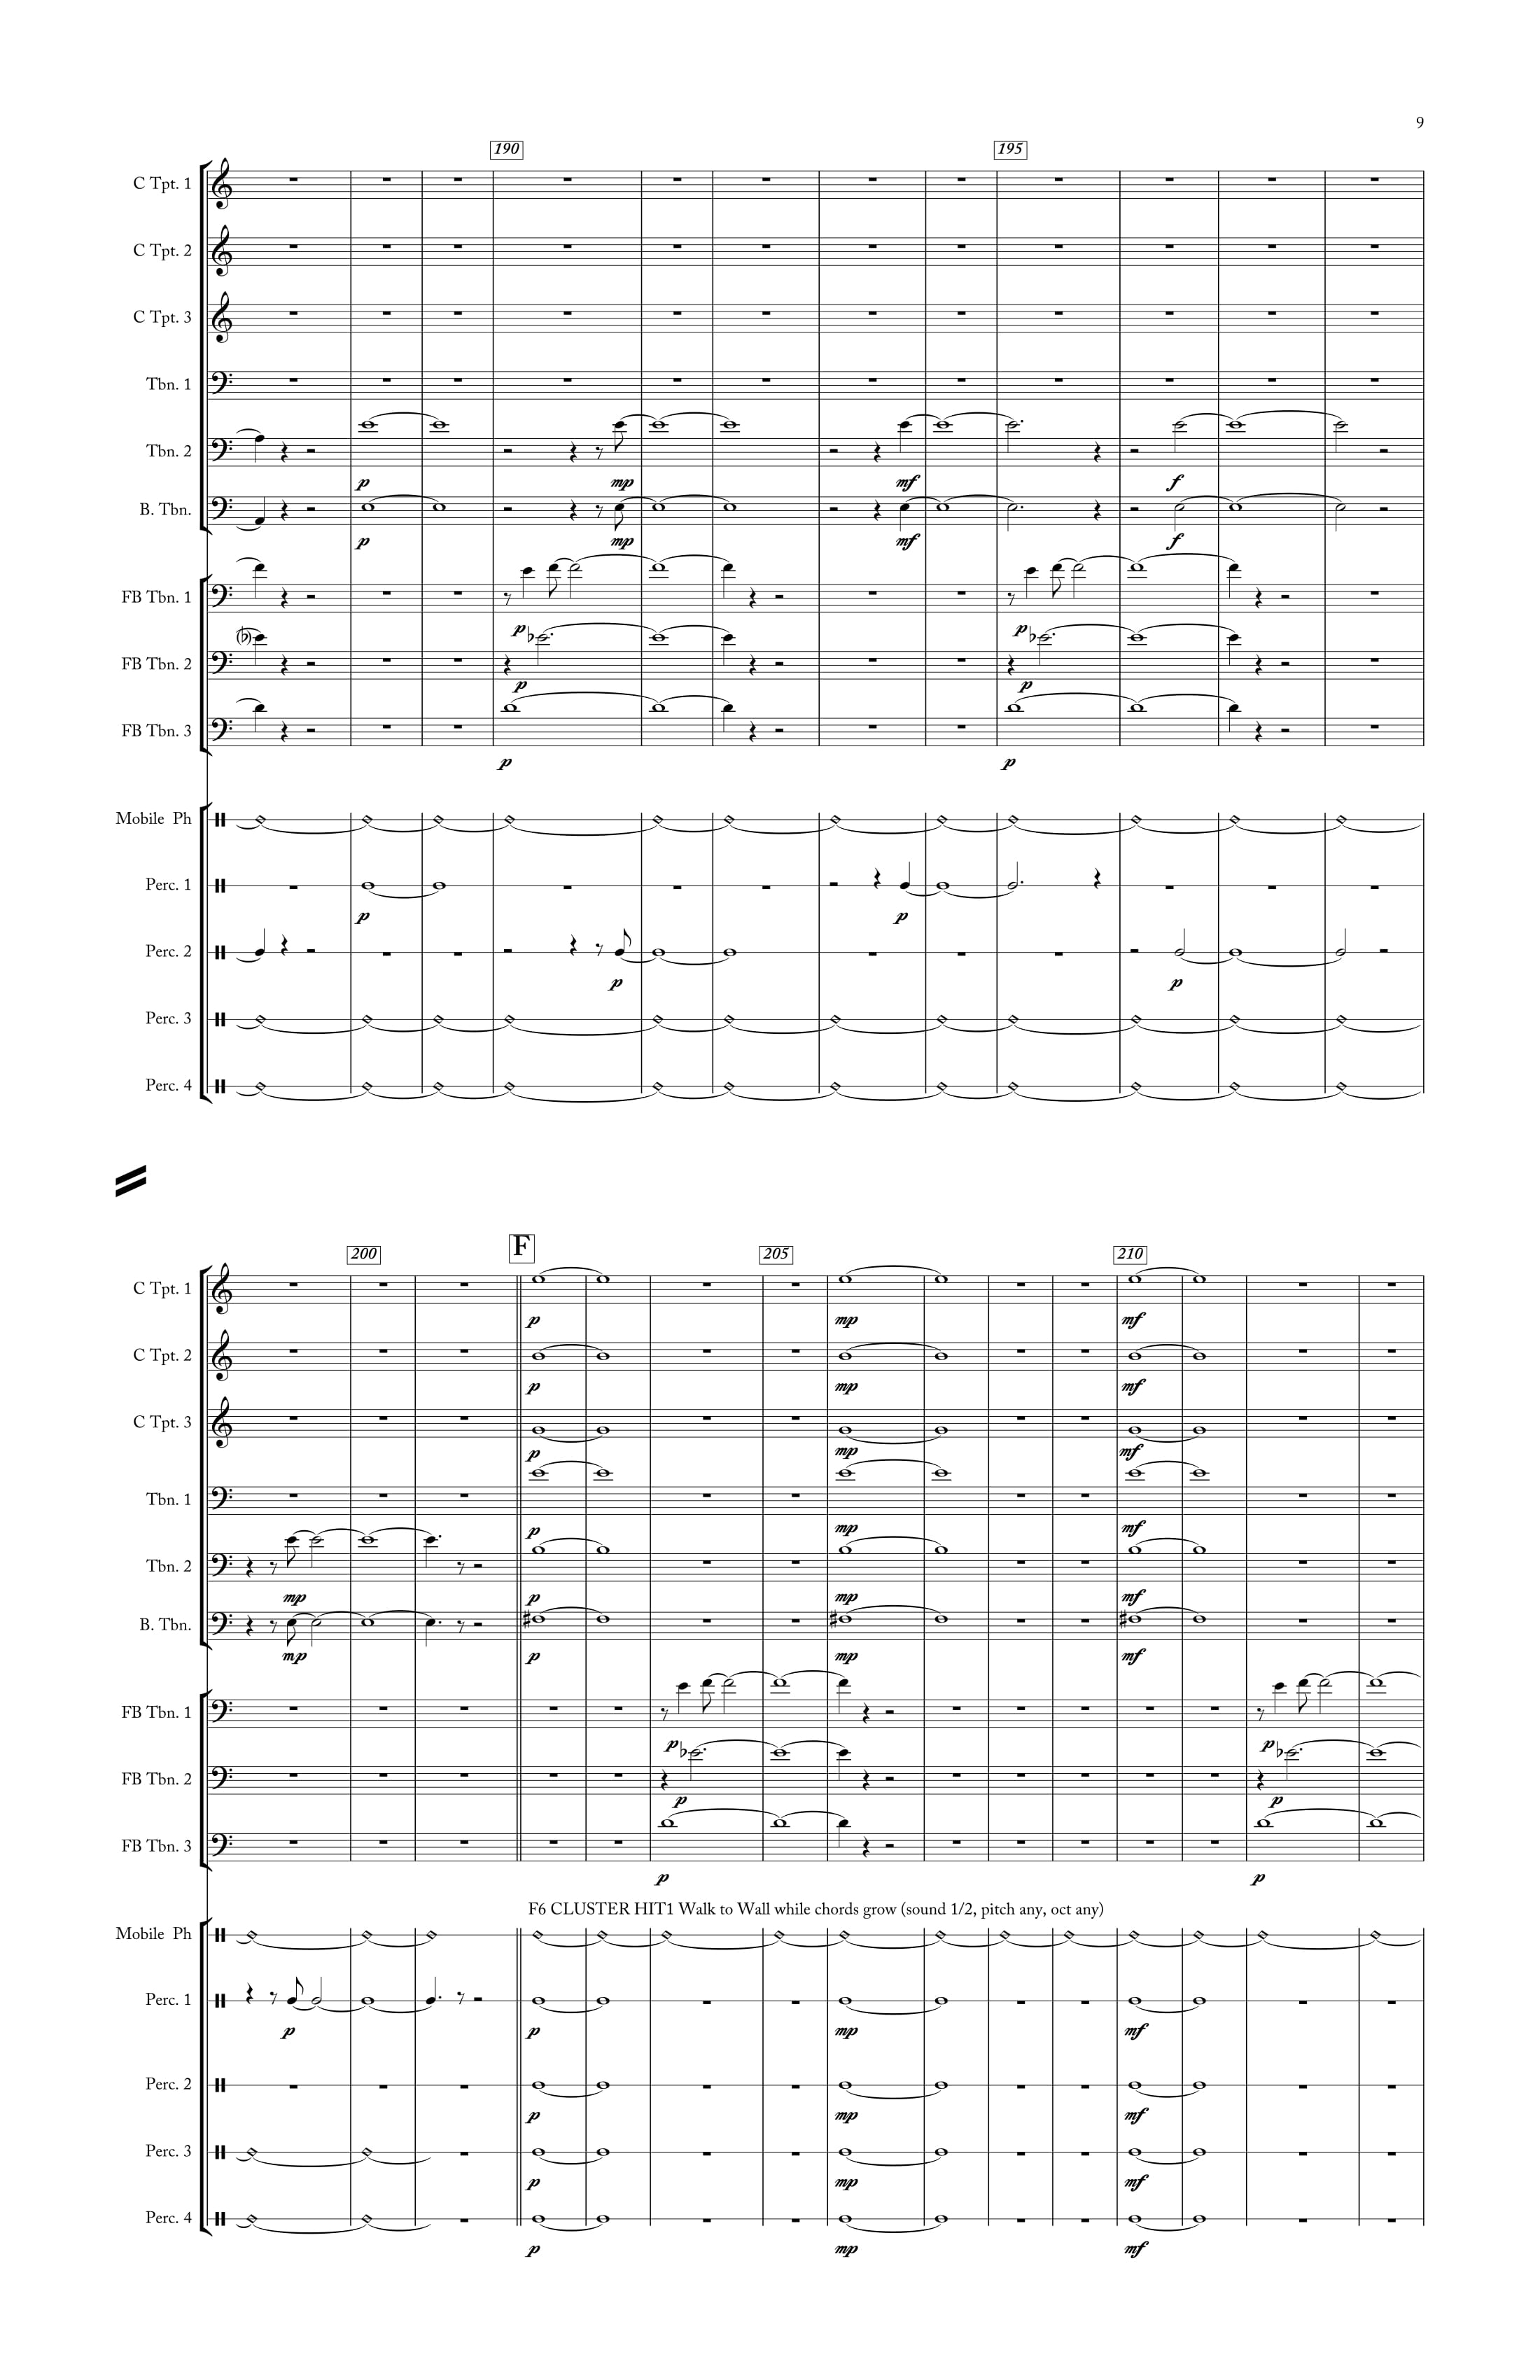 9
190
195
C Tpt. 1
C Tpt. 2
C Tpt. 3
Tbn. 1
Tbn. 2
p mp mf f
B. Tbn.
p mp mf f
FB Tbn. 1
p p
FB Tbn. 2
p p
FB Tbn. 3
p p
Mobile Ph
Perc. 1
p p
Perc. 2
p p
Perc. 3
Perc. 4
200 F 205 210
C Tpt. 1
p mp mf
C Tpt. 2
p mp mf
C Tpt. 3
p mp mf
Tbn. 1
p mp mf
Tbn. 2
mp p mp mf
B. Tbn.
mp p mp mf
FB Tbn. 1
p p
FB Tbn. 2
p p
FB Tbn. 3
p p
F6 CLUSTER HIT1 Walk to Wall while chords grow (sound 1/2, pitch any, oct any)
Mobile Ph
Perc. 1
p p mp mf
Perc. 2
p mp mf
Perc. 3
p mp mf
Perc. 4
p mp mf